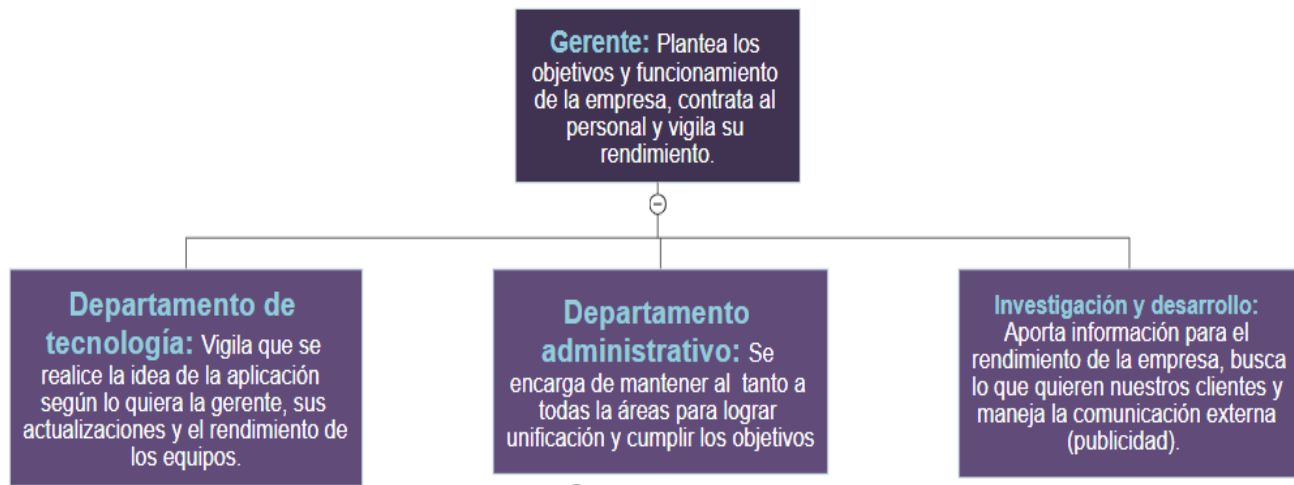 Gerente: Plantea los
objetivos y funcionamiento
de la empresa, contrata al
personal y vigila su
rendimiento.
Departamento de
tecnología: Vigila que se
realice la idea de la aplicación
según lo quiera la gerente, sus
actualizaciones y el rendimiento de
los equipos.
Departamento
administrativo: Se
encarga de mantener al tanto a
todas la áreas para lograr
unificación y cumplir los objetivos
Investigación y desarrollo:
Aporta información para el
rendimiento de la empresa, busca
lo que quieren nuestros clientes y
maneja la comunicación externa
(publicidad).